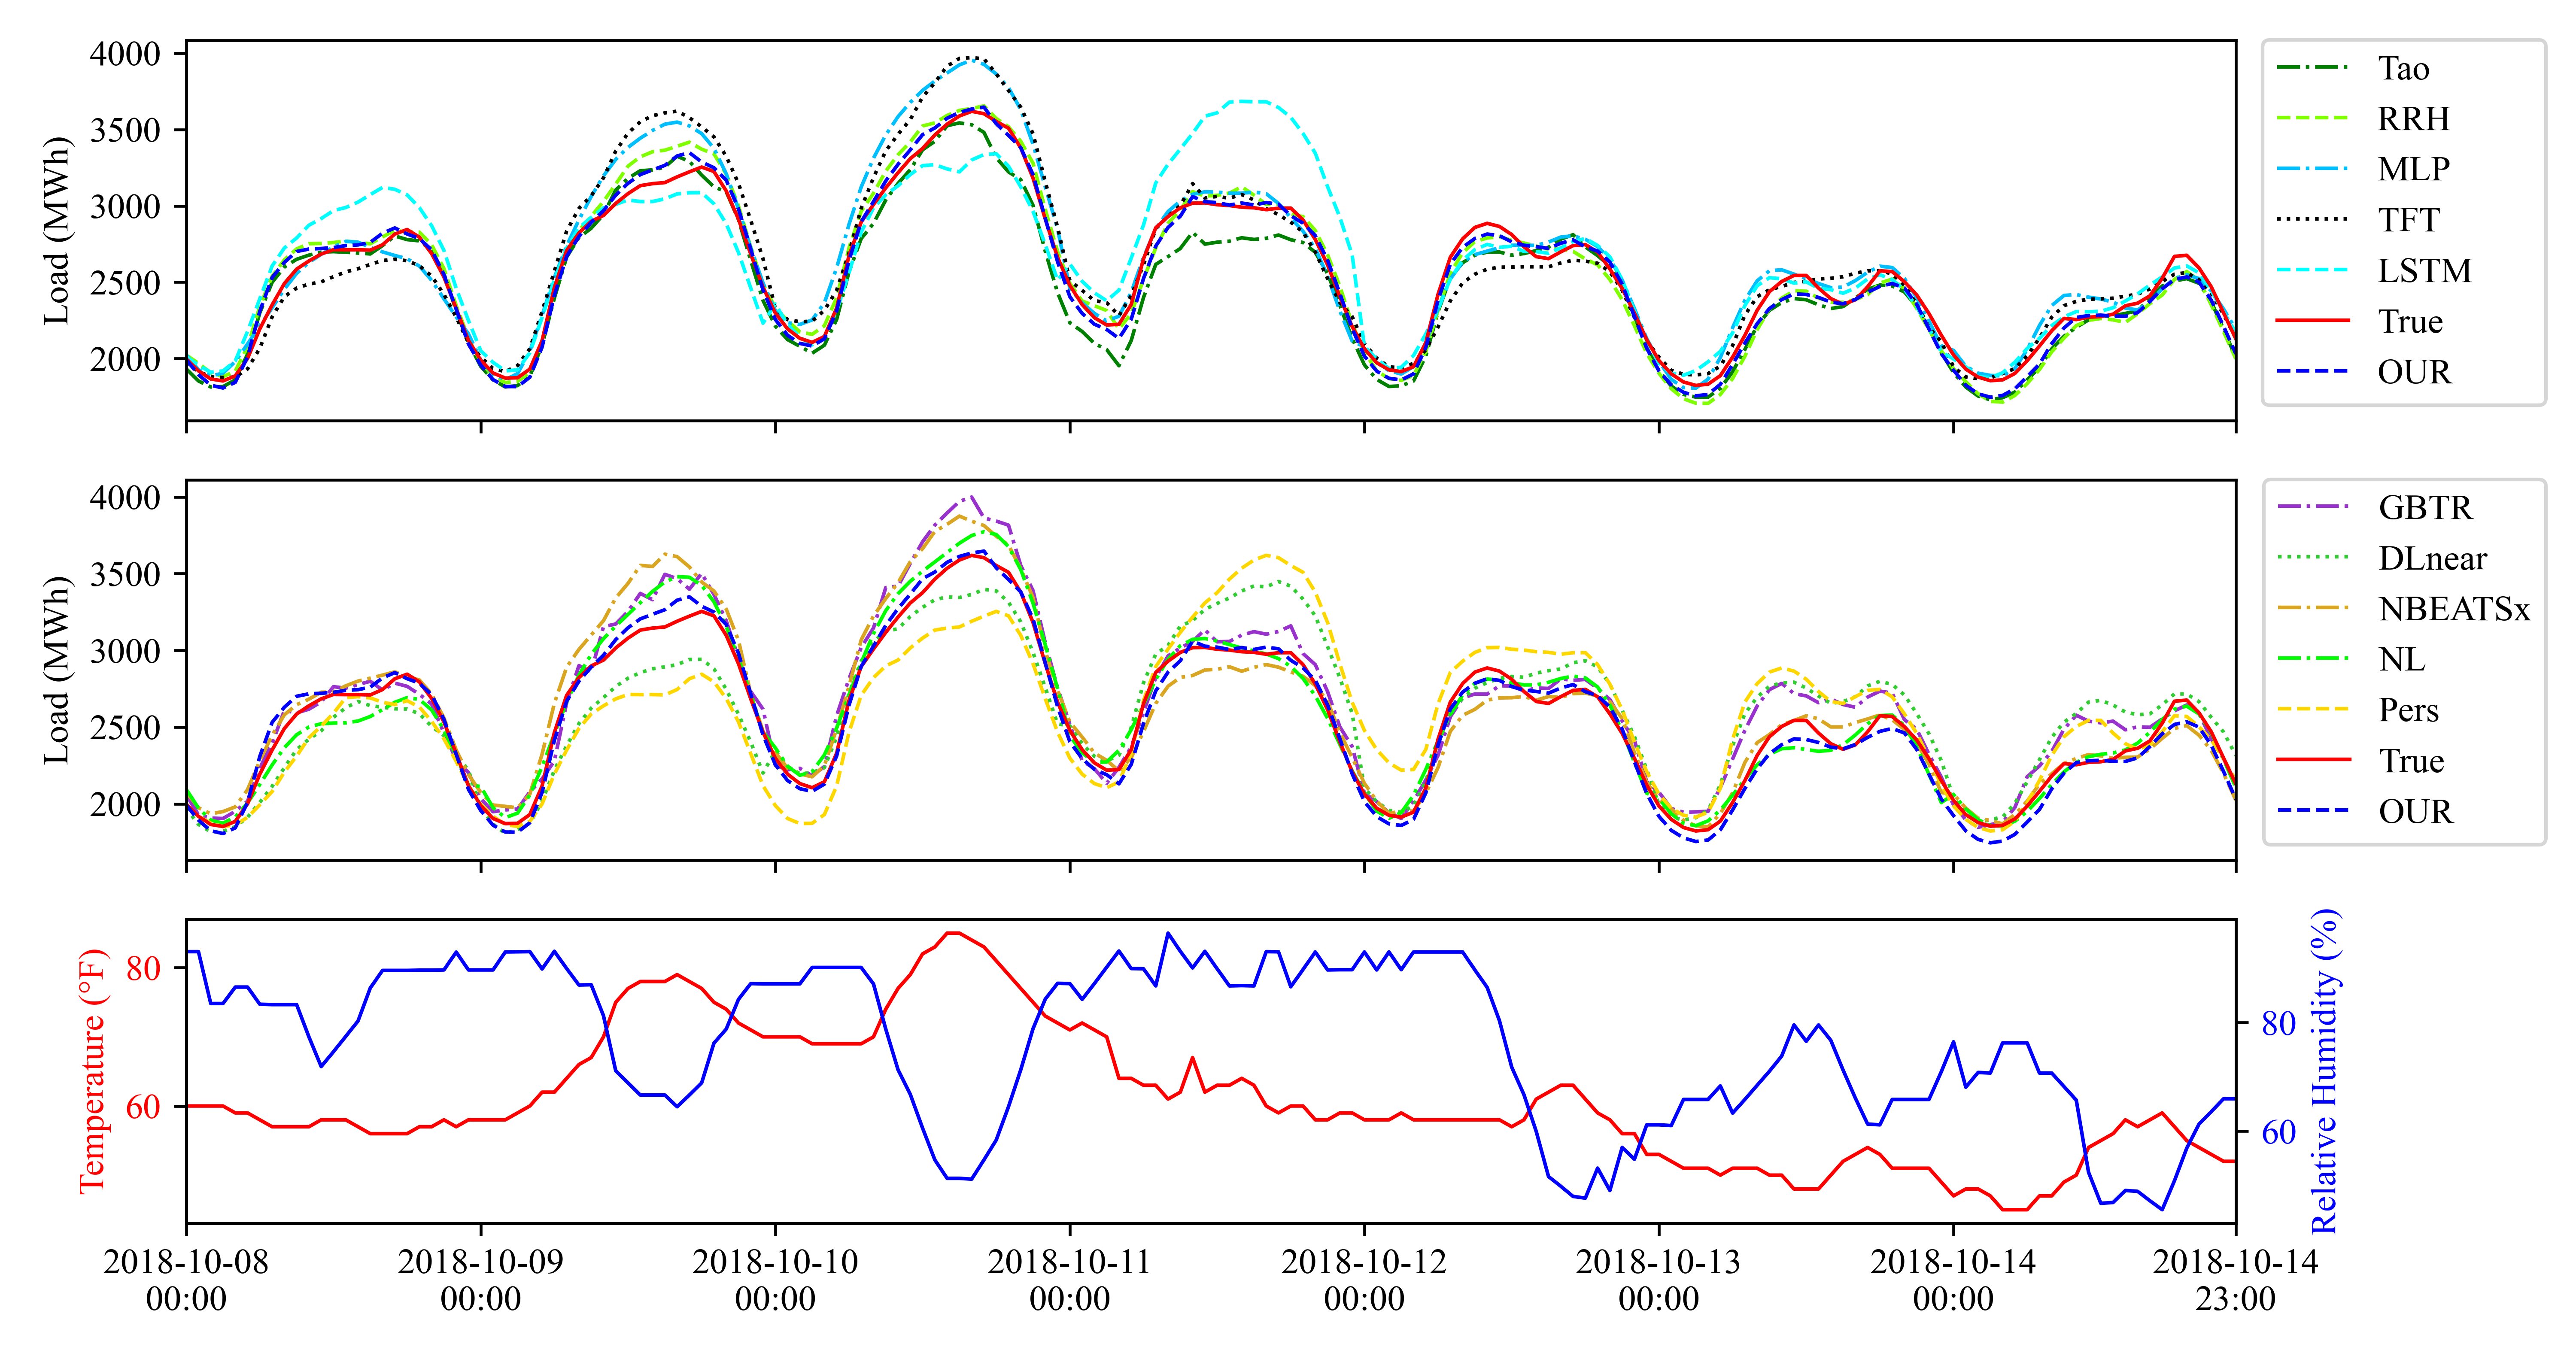 4000
3500
3000
2500
2000
Load (MWh)
Tao
RRH
MLP
TFT
LSTM
True
OUR
4000
3500
3000
2500
2000
Load (MWh)
GBTR
DLnear
NBEATSx
NL
Pers
True
OUR
80
60
Temperature (°F)
80
60
Relative Humidity (%)
2018-10-08
00:00
2018-10-09
00:00
2018-10-10
00:00
2018-10-11
00:00
2018-10-12
00:00
2018-10-13
00:00
2018-10-14
00:00
2018-10-14
23:00